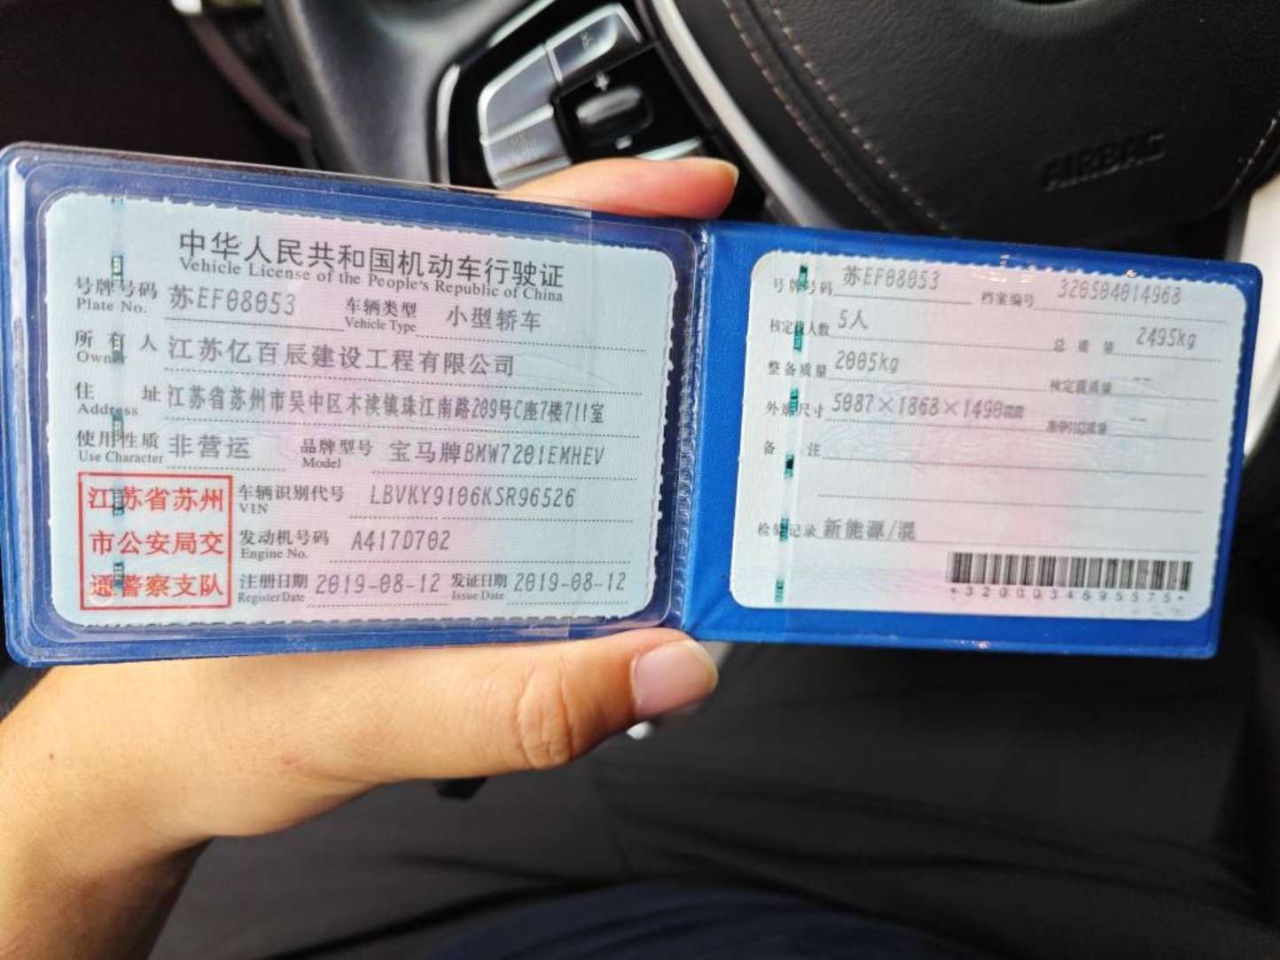 中华人民共和国机动车行驶证
Vehicle License of the People's Republic of China
号牌号码 苏EF08053 车辆类型 小型轿车
Plate No. Vehicle Type
所有人 江苏亿百辰建设工程有限公司
Owner
住址 江苏省苏州市吴中区木渎镇珠江南路209号C座7楼711室
Address
使用性质 非营运 品牌型号 宝马牌BMW7201EMHEV
Use Character Model
江苏省苏州
市公安局交
通警察支队
车辆识别代号 LBVKY9106KSR96526
VIN
发动机号码 A417D702
Engine No.
注册日期 2019-08-12 发证日期 2019-08-12
Register Date Issue Date
号牌号码 苏EF08053 档案编号 320504014968
核定载人数 5人 总质量 2495kg
整备质量 2005kg 核定载质量 --
外廓尺寸 5087×1868×1490mm 准牵引总质量 --
备注
检验记录 新能源/混
*3200034695575*
AIRBAG